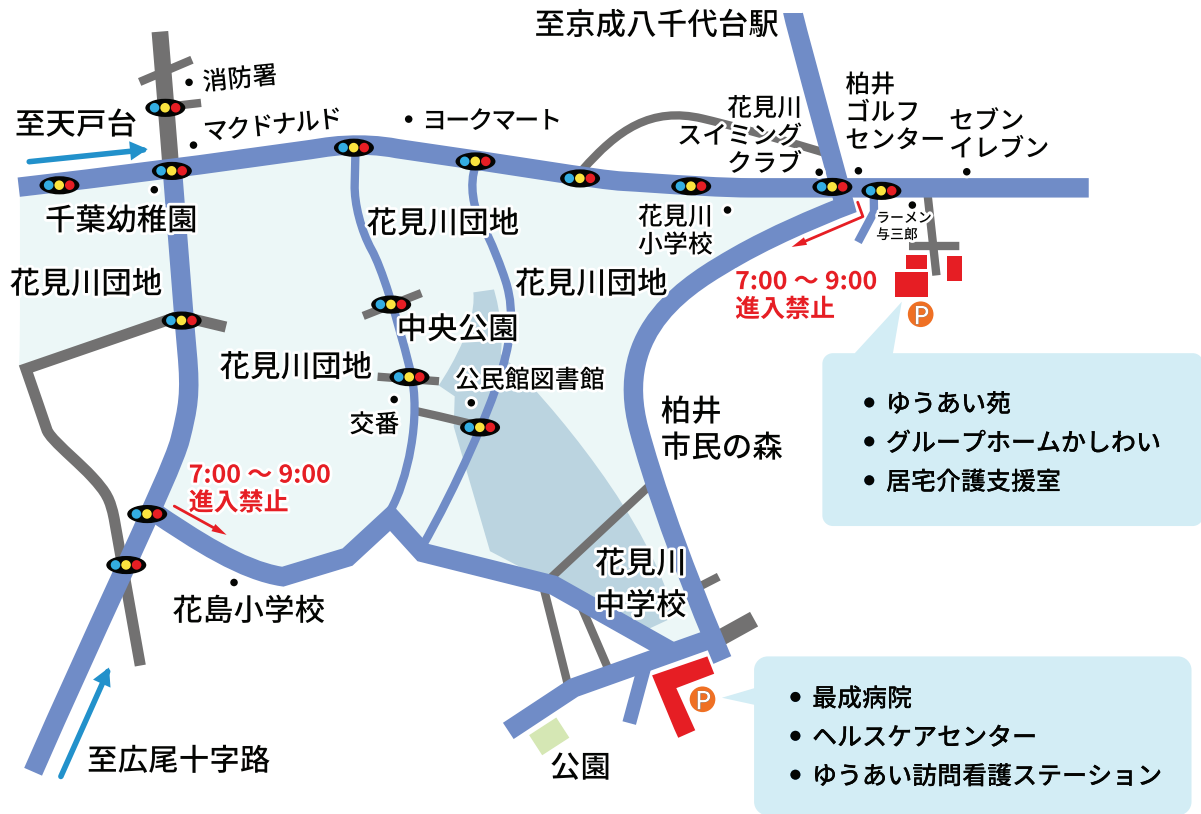 至京成八千代台駅
消防署
至天戸台
マクドナルド
ヨークマート
花見川
スイミング
クラブ
柏井
ゴルフ
センター
セブン
イレブン
千葉幼稚園
花見川団地
花見川
小学校
ラーメン
与三郎
花見川団地
花見川団地
7:00 〜 9:00
進入禁止
P
中央公園
花見川団地
公民館図書館
交番
柏井
市民の森
• ゆうあい苑
• グループホームかしわい
• 居宅介護支援室
7:00 〜 9:00
進入禁止
花見川
中学校
花島小学校
P
• 最成病院
• ヘルスケアセンター
• ゆうあい訪問看護ステーション
至広尾十字路
公園